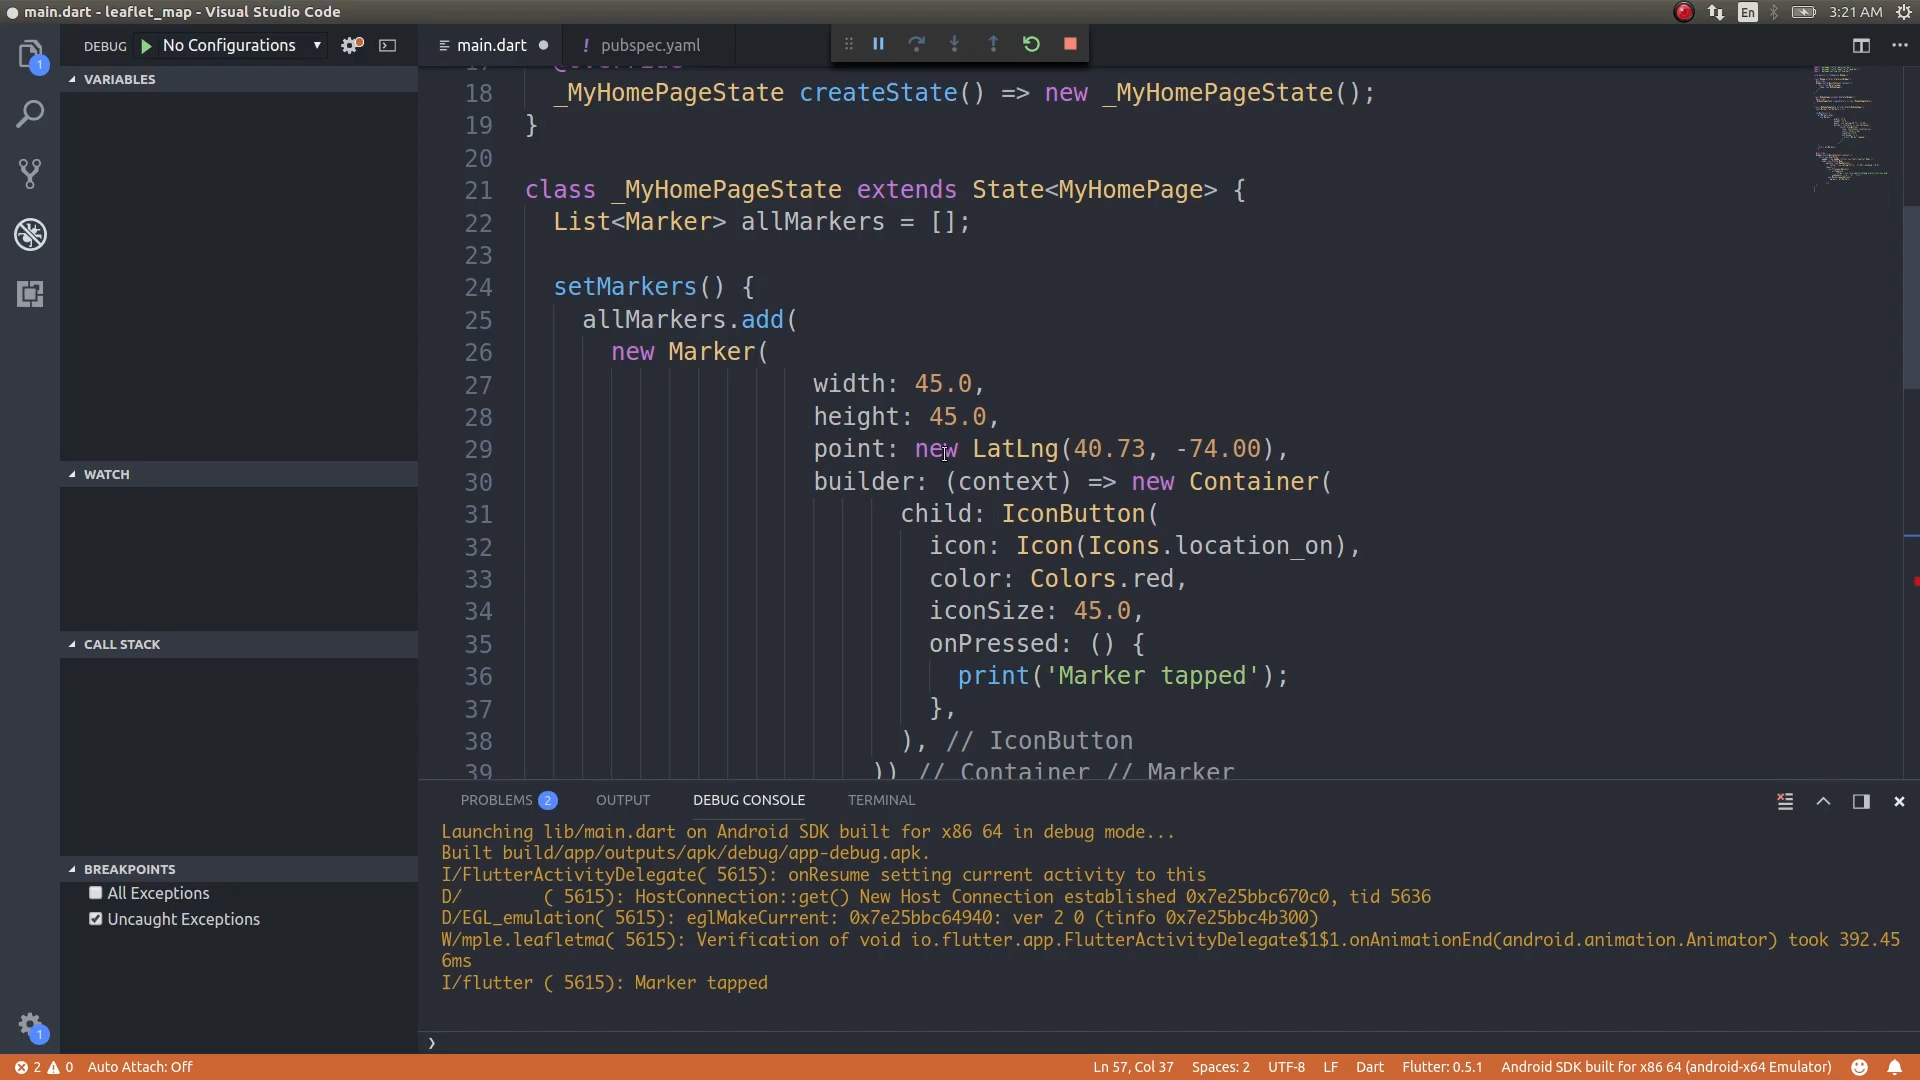 main.dart - leaflet_map - Visual Studio Code
En
3:21 AM
DEBUG No Configurations
main.dart
! pubspec.yaml
VARIABLES
WATCH
CALL STACK
BREAKPOINTS
All Exceptions
Uncaught Exceptions
1
1
17 @override
18 _MyHomePageState createState() => new _MyHomePageState();
19 }
20
21 class _MyHomePageState extends State<MyHomePage> {
22 List<Marker> allMarkers = [];
23
24 setMarkers() {
25 allMarkers.add(
26 new Marker(
27 width: 45.0,
28 height: 45.0,
29 point: new LatLng(40.73, -74.00),
30 builder: (context) => new Container(
31 child: IconButton(
32 icon: Icon(Icons.location_on),
33 color: Colors.red,
34 iconSize: 45.0,
35 onPressed: () {
36 print('Marker tapped');
37 },
38 ), // IconButton
39 )) // Container // Marker
PROBLEMS 2 OUTPUT DEBUG CONSOLE TERMINAL
Launching lib/main.dart on Android SDK built for x86 64 in debug mode...
Built build/app/outputs/apk/debug/app-debug.apk.
I/FlutterActivityDelegate( 5615): onResume setting current activity to this
D/ ( 5615): HostConnection::get() New Host Connection established 0x7e25bbc670c0, tid 5636
D/EGL_emulation( 5615): eglMakeCurrent: 0x7e25bbc64940: ver 2 0 (tinfo 0x7e25bbc4b300)
W/mple.leafletma( 5615): Verification of void io.flutter.app.FlutterActivityDelegate$1$1.onAnimationEnd(android.animation.Animator) took 392.45
6ms
I/flutter ( 5615): Marker tapped
2 0 Auto Attach: Off
Ln 57, Col 37 Spaces: 2 UTF-8 LF Dart Flutter: 0.5.1 Android SDK built for x86 64 (android-x64 Emulator)